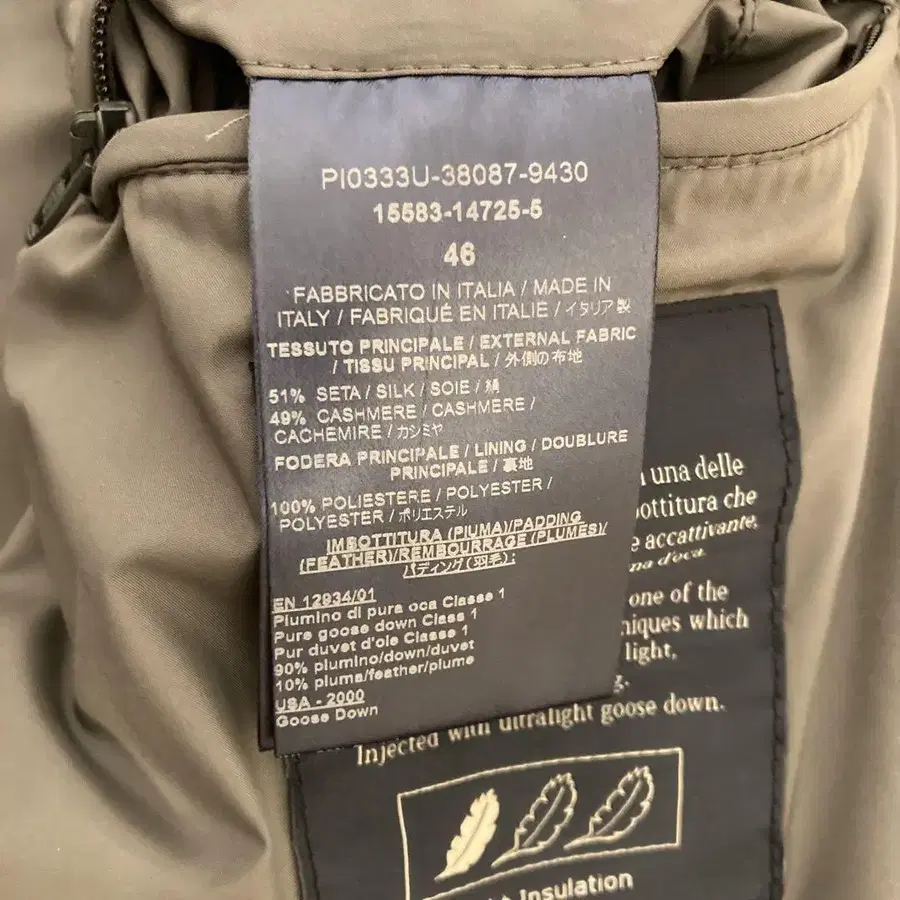 PI0333U-38087-9430
15583-14725-5
46
FABBRICATO IN ITALIA / MADE IN
ITALY / FABRIQUÉ EN ITALIE / イタリア製
TESSUTO PRINCIPALE / EXTERNAL FABRIC
/ TISSU PRINCIPAL / 外側の布地
51% SETA / SILK / SOIE / 絹
49% CASHMERE / CASHMERE /
CACHEMIRE / カシミヤ
FODERA PRINCIPALE / LINING / DOUBLURE
PRINCIPALE / 裏地
100% POLIESTERE / POLYESTER /
POLYESTER / ポリエステル
IMBOTTITURA (PIUMA)/PADDING
(FEATHER)/REMBOURRAGE (PLUMES)/
パディング (羽毛):
EN 12934/01
Piumino di pura oca Classe 1
Pure goose down Class 1
Pur duvet d'oie Classe 1
90% plumino/down/duvet
10% piuma/feather/plume
USA - 2000
Goose Down
una delle
ottitura che
e accattivante,
na d'oca.
one of the
niques which
light,
g.
Injected with ultralight goose down.
Insulation